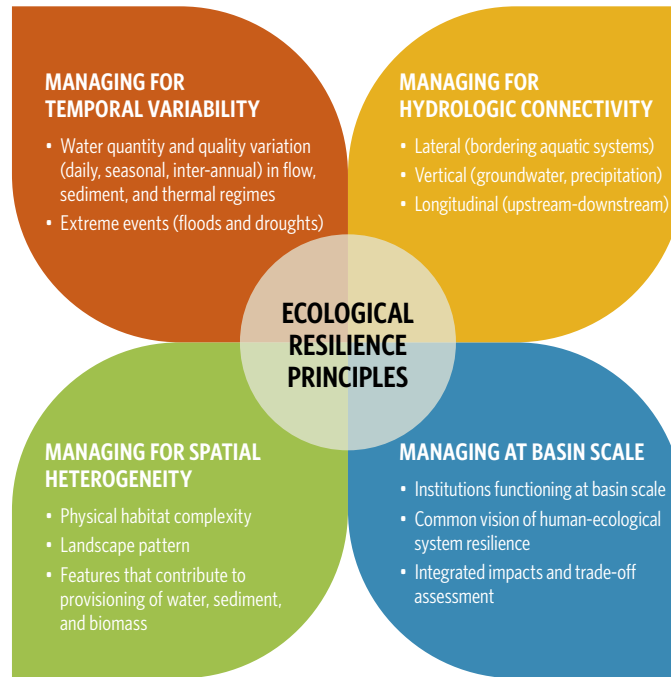 MANAGING FOR
TEMPORAL VARIABILITY
• Water quantity and quality variation
(daily, seasonal, inter-annual) in flow,
sediment, and thermal regimes
• Extreme events (floods and droughts)
MANAGING FOR
HYDROLOGIC CONNECTIVITY
• Lateral (bordering aquatic systems)
• Vertical (groundwater, precipitation)
• Longitudinal (upstream-downstream)
ECOLOGICAL
RESILIENCE
PRINCIPLES
MANAGING FOR SPATIAL
HETEROGENEITY
• Physical habitat complexity
• Landscape pattern
• Features that contribute to
provisioning of water, sediment,
and biomass
MANAGING AT BASIN SCALE
• Institutions functioning at basin scale
• Common vision of human-ecological
system resilience
• Integrated impacts and trade-off
assessment